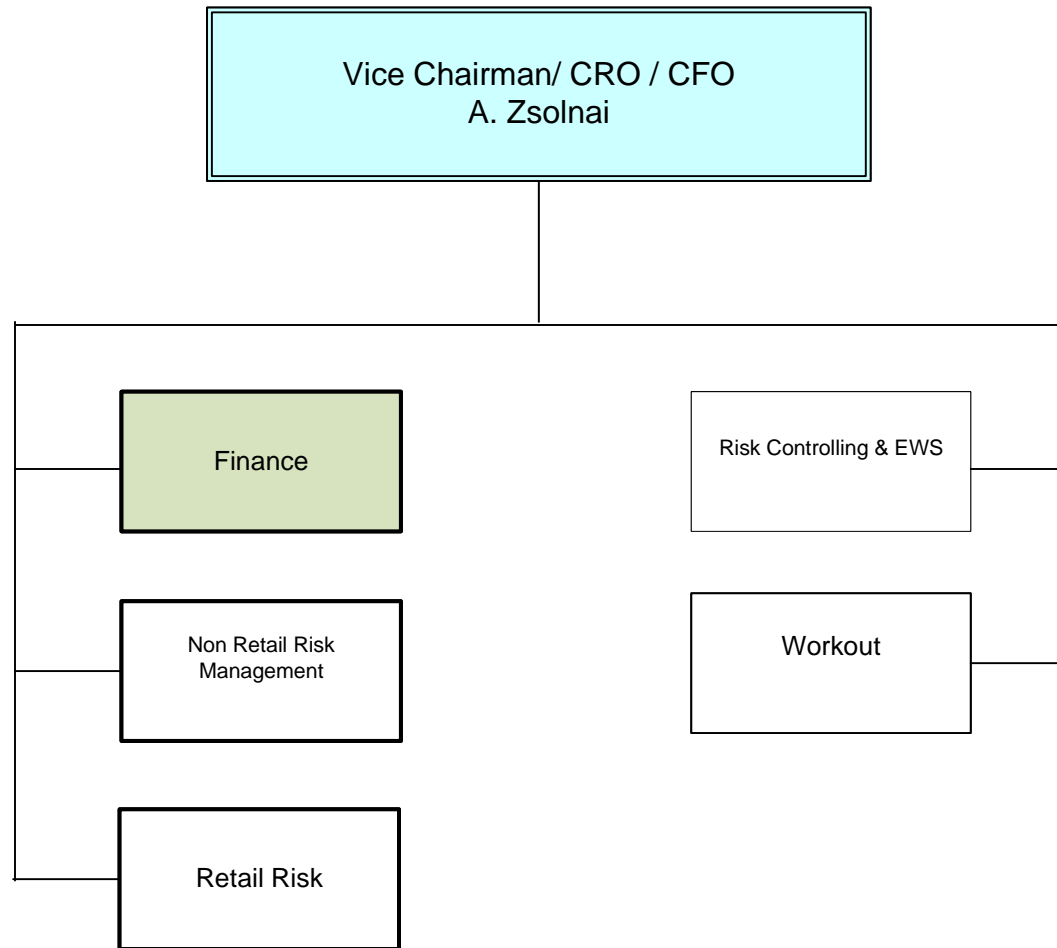 Vice Chairman/ CRO / CFO
A. Zsolnai
Finance
Risk Controlling & EWS
Non Retail Risk
Management
Workout
Retail Risk